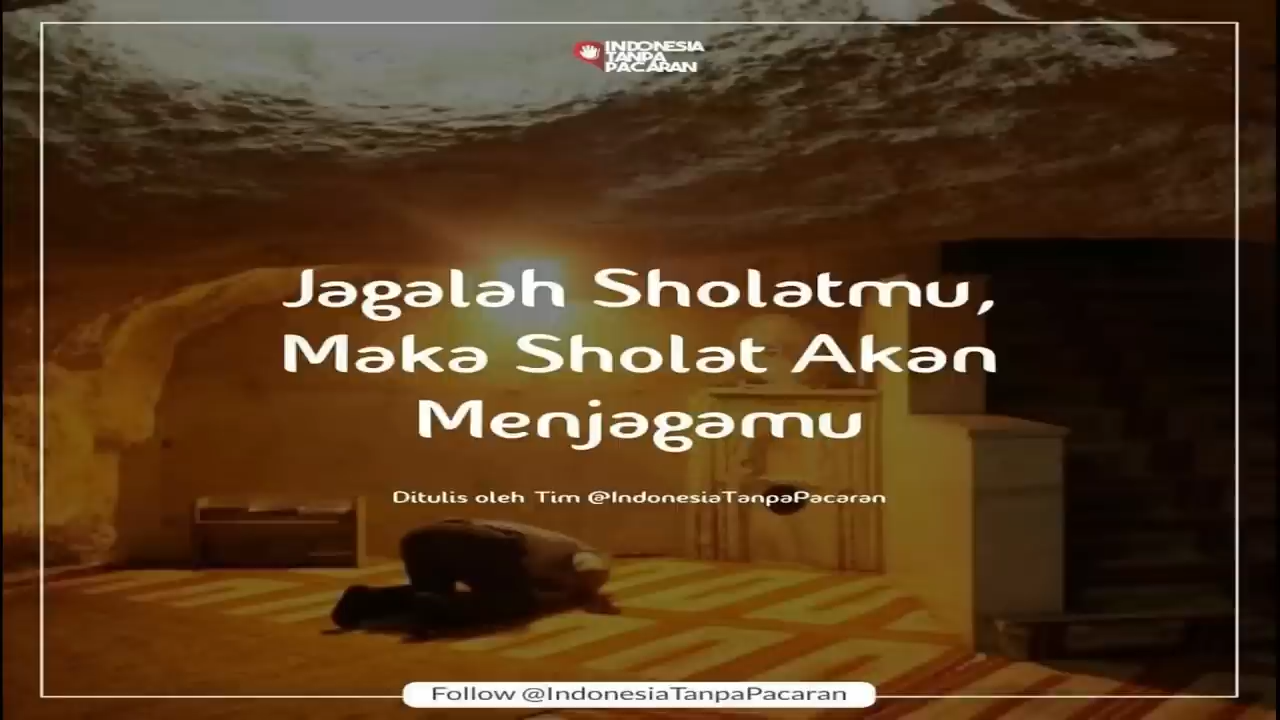 INDONESIA
TANPA
PACARAN
Jagalah Sholatmu,
Maka Sholat Akan
Menjagamu
Ditulis oleh Tim @IndonesiaTanpaPacaran
Follow @IndonesiaTanpaPacaran